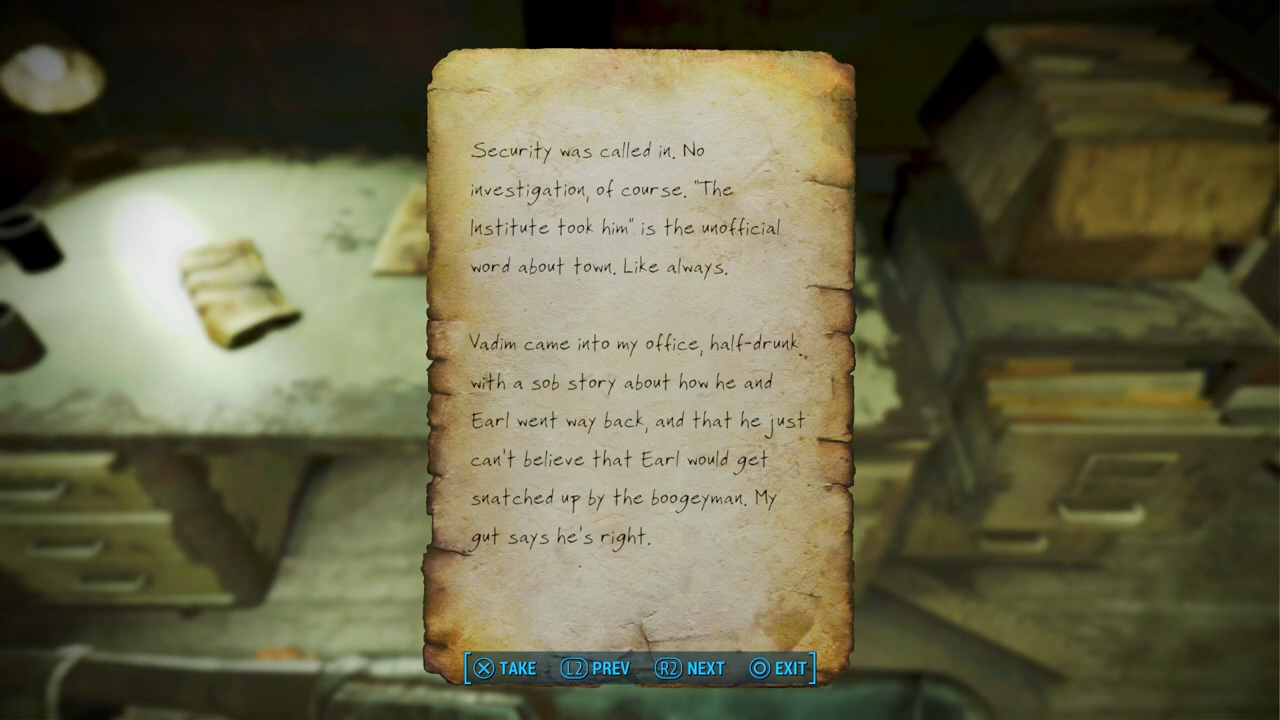 Security was called in. No
investigation, of course. "The
Institute took him" is the unofficial
word about town. Like always.
Vadim came into my office, half-drunk
with a sob story about how he and
Earl went way back, and that he just
can't believe that Earl would get
snatched up by the boogeyman. My
gut says he's right.
TAKE L2 PREV R2 NEXT EXIT